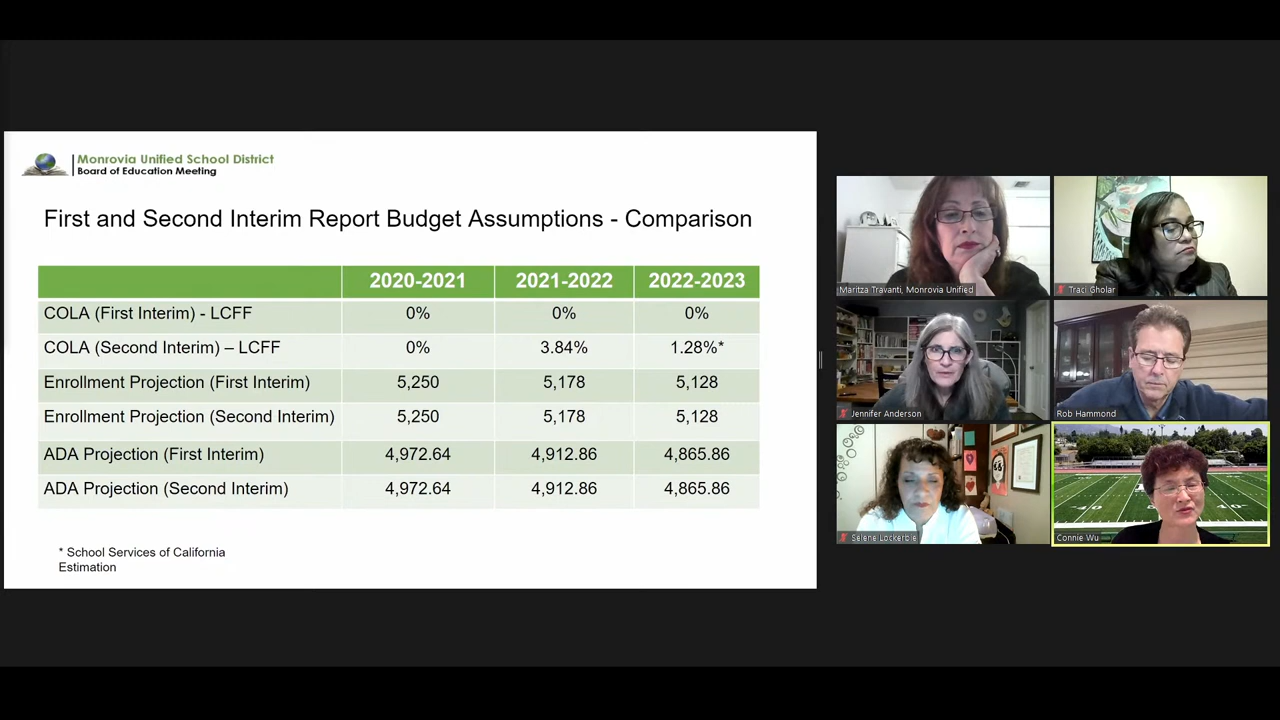 Monrovia Unified School District
Board of Education Meeting
First and Second Interim Report Budget Assumptions - Comparison
2020-2021 2021-2022 2022-2023
COLA (First Interim) - LCFF 0% 0% 0%
COLA (Second Interim) – LCFF 0% 3.84% 1.28%*
Enrollment Projection (First Interim) 5,250 5,178 5,128
Enrollment Projection (Second Interim) 5,250 5,178 5,128
ADA Projection (First Interim) 4,972.64 4,912.86 4,865.86
ADA Projection (Second Interim) 4,972.64 4,912.86 4,865.86
* School Services of California
Estimation
Maritza Travanti, Monrovia Unified
Traci Gholar
Jennifer Anderson
Rob Hammond
Selene Lockerbie
Connie Wu